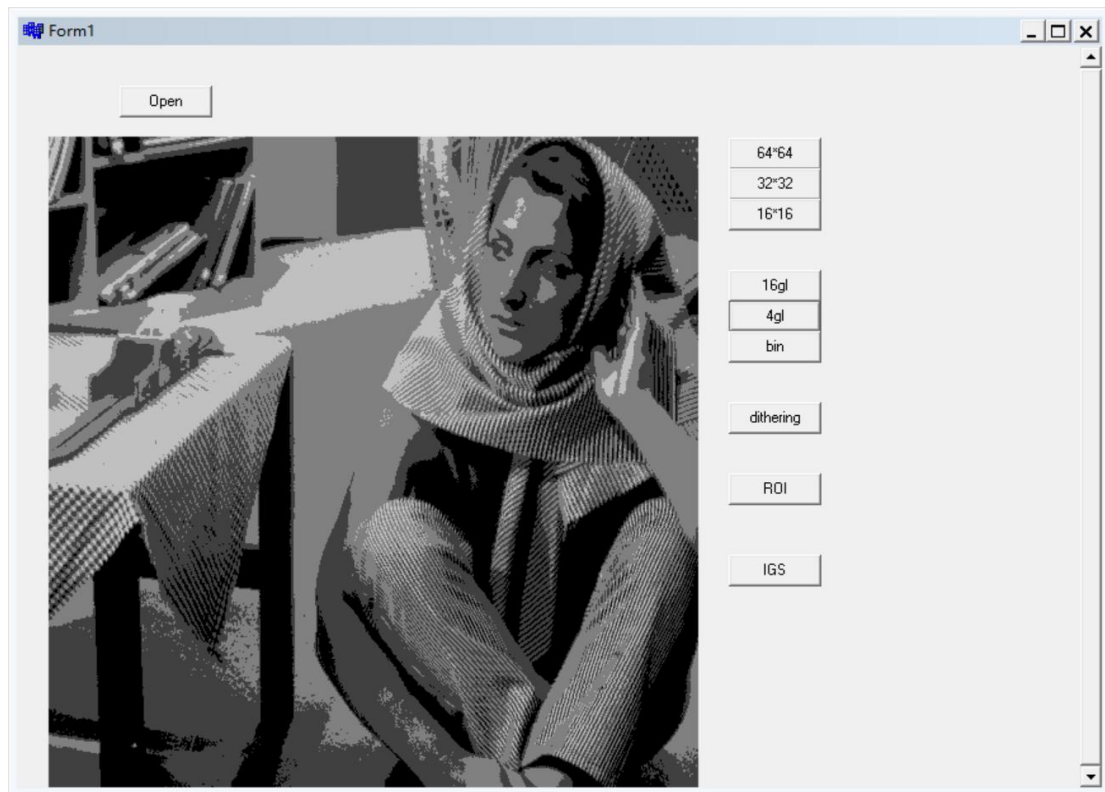 Form1
Open
64*64
32*32
16*16
16gl
4gl
bin
dithering
ROI
IGS